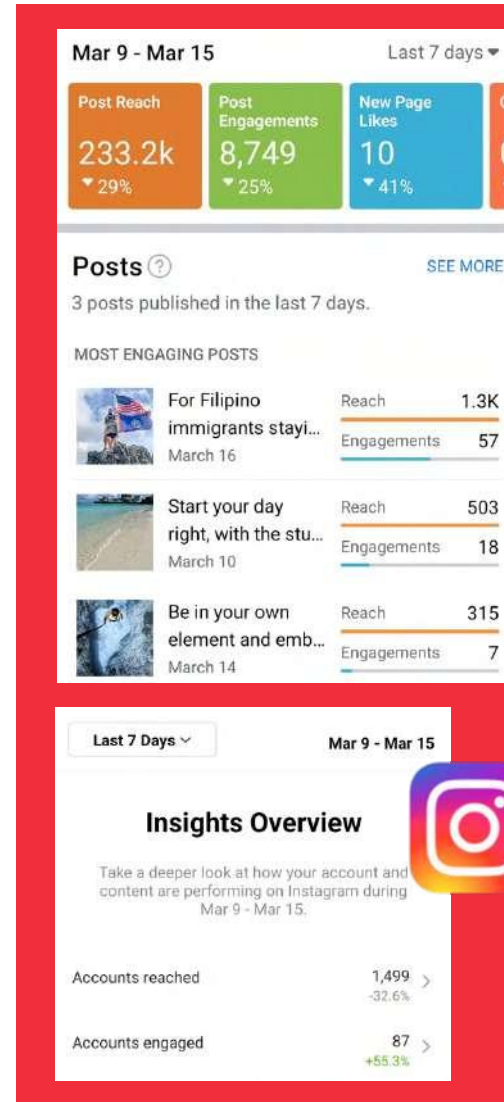 Mar 9 - Mar 15
Last 7 days
Post Reach
233.2k
29%
Post
Engagements
8,749
25%
New Page
Likes
10
41%
Posts
SEE MORE
3 posts published in the last 7 days.
MOST ENGAGING POSTS
For Filipino
immigrants stayi...
March 16
Reach 1.3K
Engagements 57
Start your day
right, with the stu...
March 10
Reach 503
Engagements 18
Be in your own
element and emb...
March 14
Reach 315
Engagements 7
Last 7 Days
Mar 9 - Mar 15
Insights Overview
Take a deeper look at how your account and
content are performing on Instagram during
Mar 9 - Mar 15.
Accounts reached 1,499
-32.6%
Accounts engaged 87
+55.3%